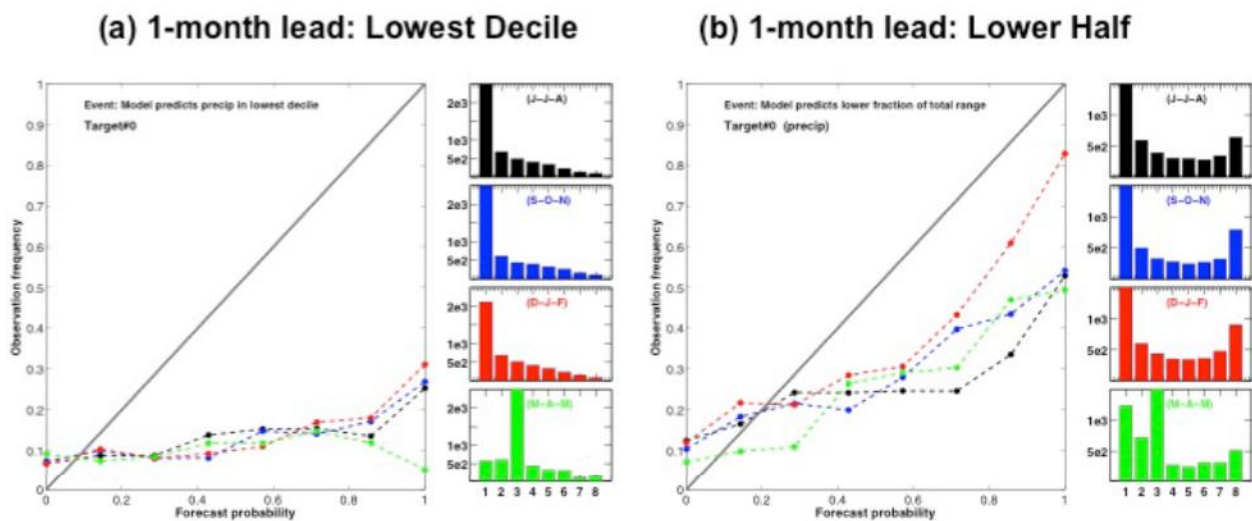 (a) 1-month lead: Lowest Decile
(b) 1-month lead: Lower Half
Event: Model predicts precip in lowest decile
Target#0
Observation frequency
1
0.9
0.8
0.7
0.6
0.5
0.4
0.3
0.2
0.1
0
0 0.2 0.4 0.6 0.8 1
Forecast probability
(J-J-A)
2e3
1e3
5e2
(S-O-N)
2e3
1e3
5e2
(D-J-F)
2e3
1e3
5e2
(M-A-M)
2e3
1e3
5e2
1 2 3 4 5 6 7 8
Event: Model predicts lower fraction of total range
Target#0 (precip)
Observation frequency
1
0.9
0.8
0.7
0.6
0.5
0.4
0.3
0.2
0.1
0
0 0.2 0.4 0.6 0.8 1
Forecast probability
(J-J-A)
1e3
5e2
(S-O-N)
1e3
5e2
(D-J-F)
1e3
5e2
(M-A-M)
1e3
5e2
1 2 3 4 5 6 7 8